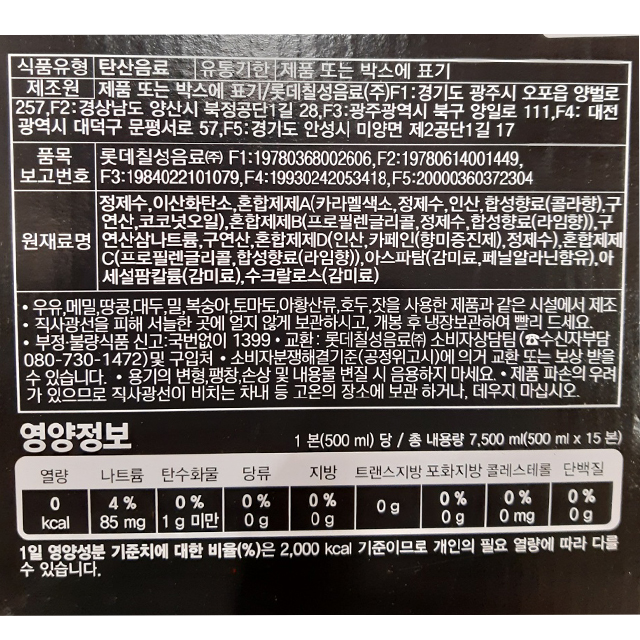 식품유형 탄산음료 유통기한 제품 또는 박스에 표기
제조원 제품 또는 박스에 표기/롯데칠성음료(주)F1:경기도 광주시 오포읍 양벌로
257,F2:경상남도 양산시 북정공단1길 28,F3:광주광역시 북구 양일로 111,F4: 대전
광역시 대덕구 문평서로 57,F5:경기도 안성시 미양면 제2공단1길 17
품목 보고번호 롯데칠성음료㈜ F1:19780368002606,F2:19780614001449,
F3:1984022101079,F4:19930242053418,F5:20000360372304
원재료명 정제수,이산화탄소,혼합제제A(카라멜색소,정제수,인산,합성향료(콜라향),구
연산,코코넛오일),혼합제제B(프로필렌글리콜,정제수,합성향료(라임향)),구
연산삼나트륨,구연산,혼합제제D(인산,카페인(향미증진제),정제수),혼합제제
C(프로필렌글리콜,합성향료(라임향)),아스파탐(감미료,페닐알라닌함유),아
세설팜칼륨(감미료),수크랄로스(감미료)
• 우유,메밀,땅콩,대두,밀,복숭아,토마토,아황산류,호두,잣을 사용한 제품과 같은 시설에서 제조
• 직사광선을 피해 서늘한 곳에 얼지 않게 보관하시고, 개봉 후 냉장보관하여 빨리 드세요.
• 부정·불량식품 신고:국번없이 1399 • 교환: 롯데칠성음료㈜ 소비자상담팀(☎수신자부담
080-730-1472)및 구입처 • 소비자분쟁해결기준(공정위고시)에 의거 교환 또는 보상 받을
수 있습니다. • 용기의 변형,팽창,손상 및 내용물 변질 시 음용하지 마세요. • 제품 파손의 우려
가 있으므로 직사광선이 비치는 차내 등 고온의 장소에 보관 하거나, 데우지 마십시오.
영양정보 1 본(500 ml) 당 / 총 내용량 7,500 ml(500 ml x 15 본)
열량 나트륨 탄수화물 당류 지방 트랜스지방 포화지방 콜레스테롤 단백질
0 4 % 0 % 0 % 0 % 0 g 0 % 0 % 0 %
kcal 85 mg 1 g 미만 0 g 0 g 0 g 0 mg 0 g
1일 영양성분 기준치에 대한 비율(%)은 2,000 kcal 기준이므로 개인의 필요 열량에 따라 다를
수 있습니다.